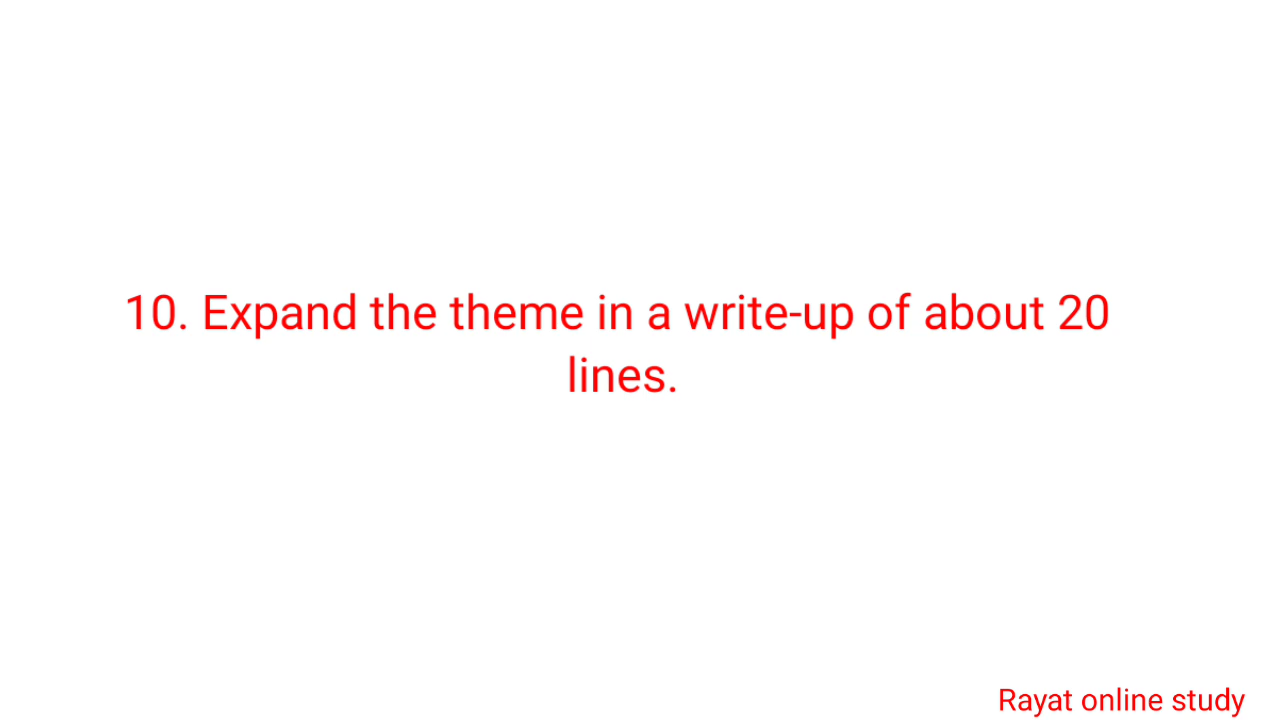 10. Expand the theme in a write-up of about 20
lines.
Rayat online study